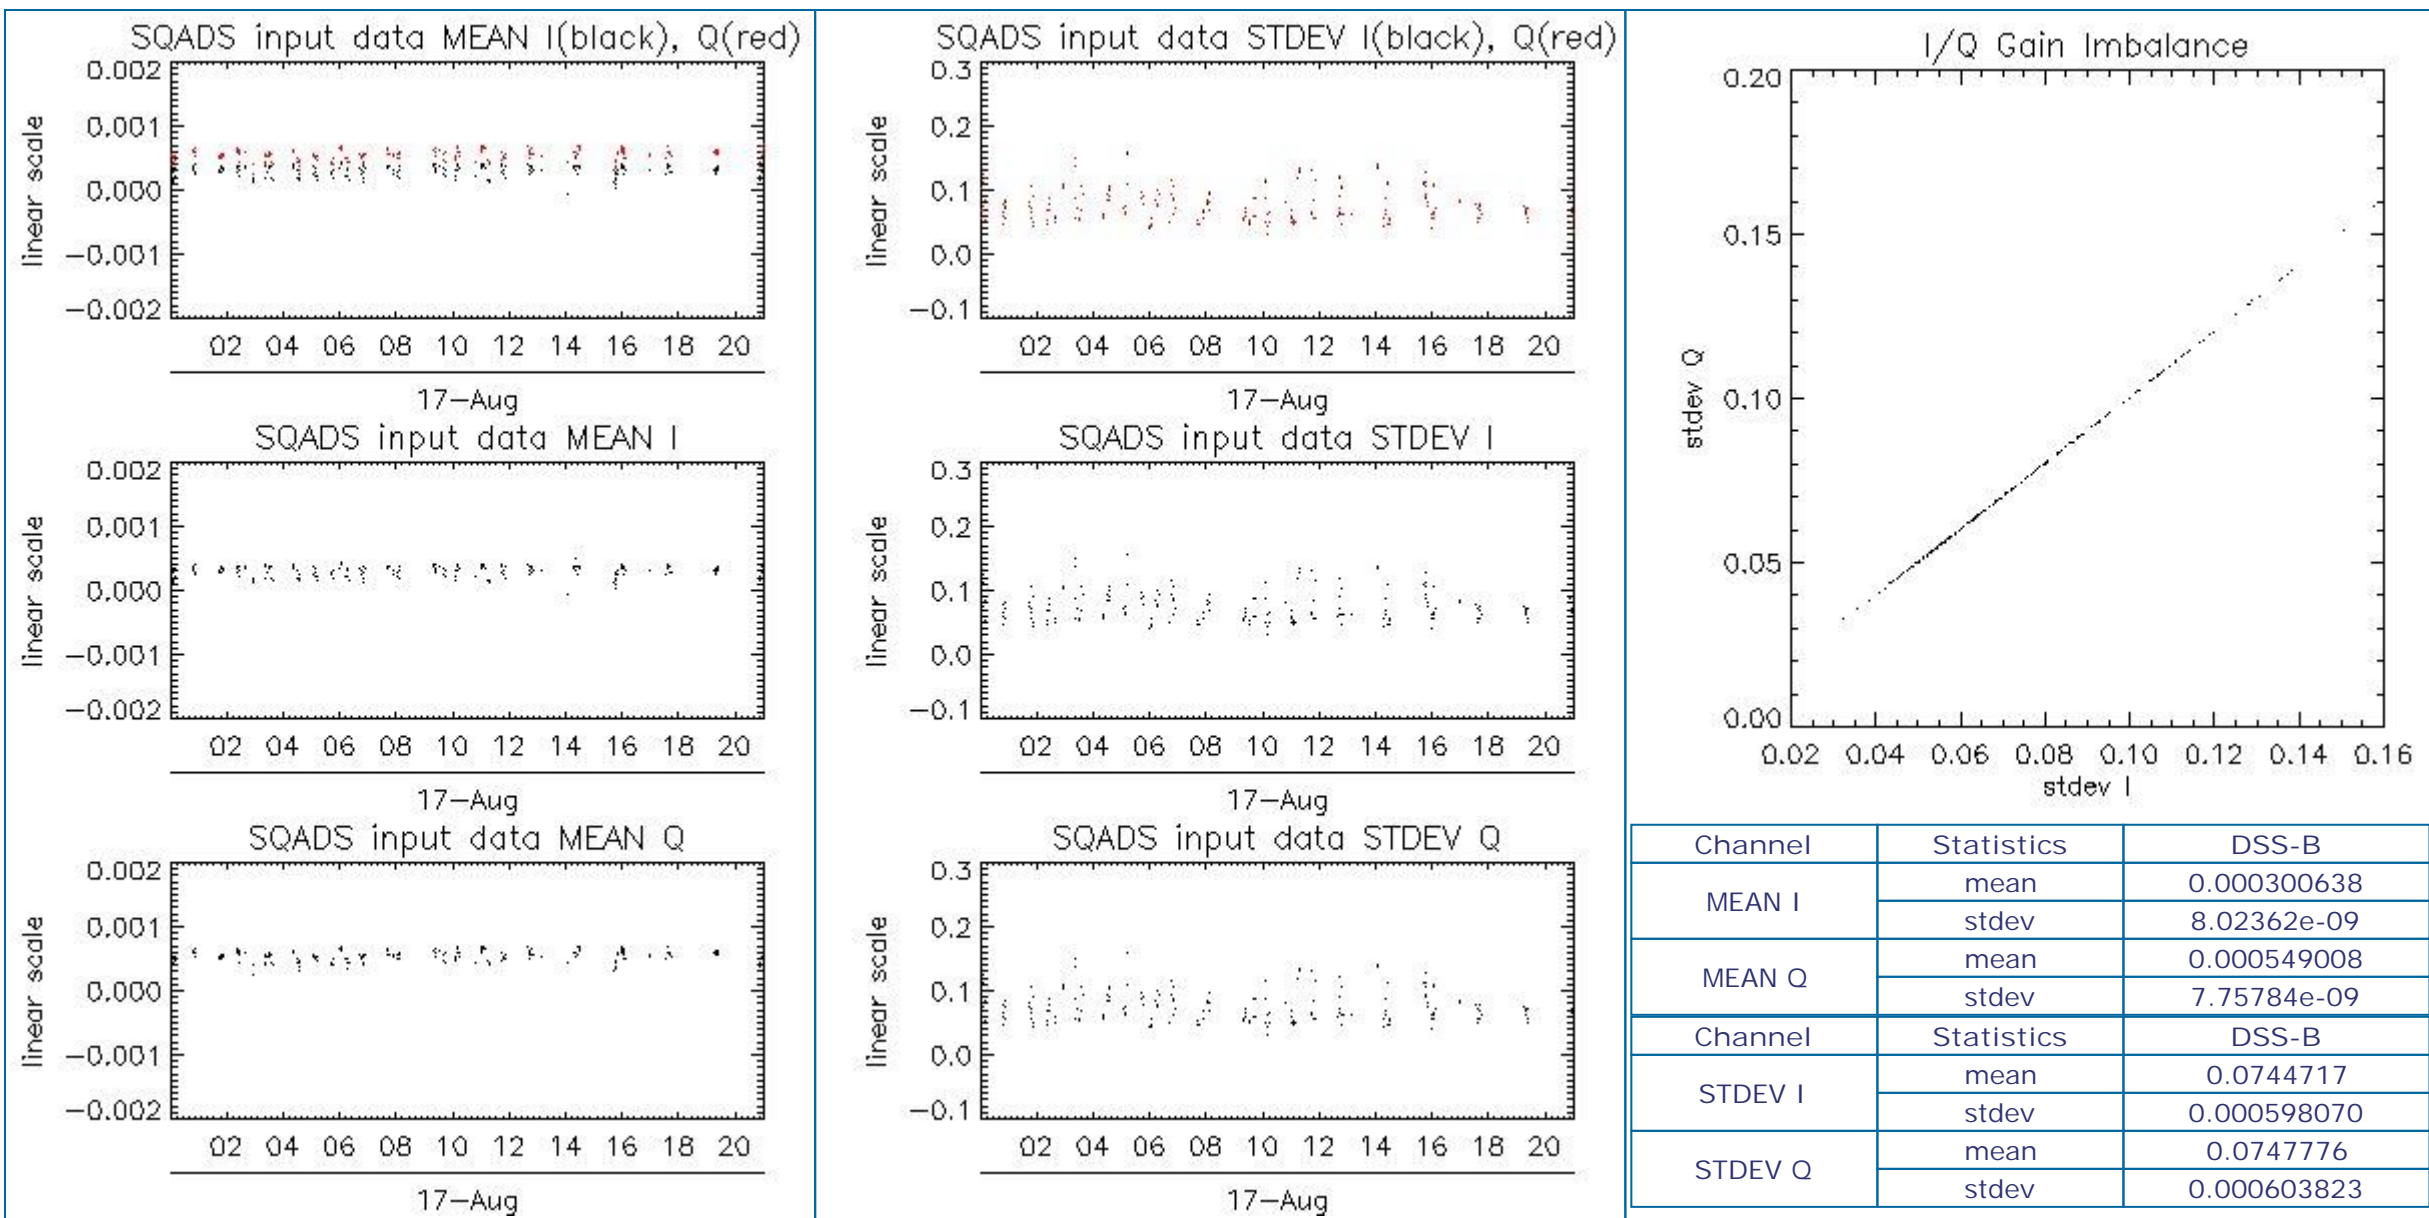 SQADS input data MEAN I(black), Q(red)
0.002
0.001
0.000
−0.001
−0.002
linear scale
02 04 06 08 10 12 14 16 18 20
17−Aug
SQADS input data MEAN I
0.002
0.001
0.000
−0.001
−0.002
linear scale
02 04 06 08 10 12 14 16 18 20
17−Aug
SQADS input data MEAN Q
0.002
0.001
0.000
−0.001
−0.002
linear scale
02 04 06 08 10 12 14 16 18 20
17−Aug
SQADS input data STDEV I(black), Q(red)
0.3
0.2
0.1
0.0
−0.1
linear scale
02 04 06 08 10 12 14 16 18 20
17−Aug
SQADS input data STDEV I
0.3
0.2
0.1
0.0
−0.1
linear scale
02 04 06 08 10 12 14 16 18 20
17−Aug
SQADS input data STDEV Q
0.3
0.2
0.1
0.0
−0.1
linear scale
02 04 06 08 10 12 14 16 18 20
17−Aug
I/Q Gain Imbalance
0.20
0.15
0.10
0.05
0.00
stdev Q
0.02 0.04 0.06 0.08 0.10 0.12 0.14 0.16
stdev I
Channel Statistics DSS-B
MEAN I mean 0.000300638
stdev 8.02362e-09
MEAN Q mean 0.000549008
stdev 7.75784e-09
Channel Statistics DSS-B
STDEV I mean 0.0744717
stdev 0.000598070
STDEV Q mean 0.0747776
stdev 0.000603823